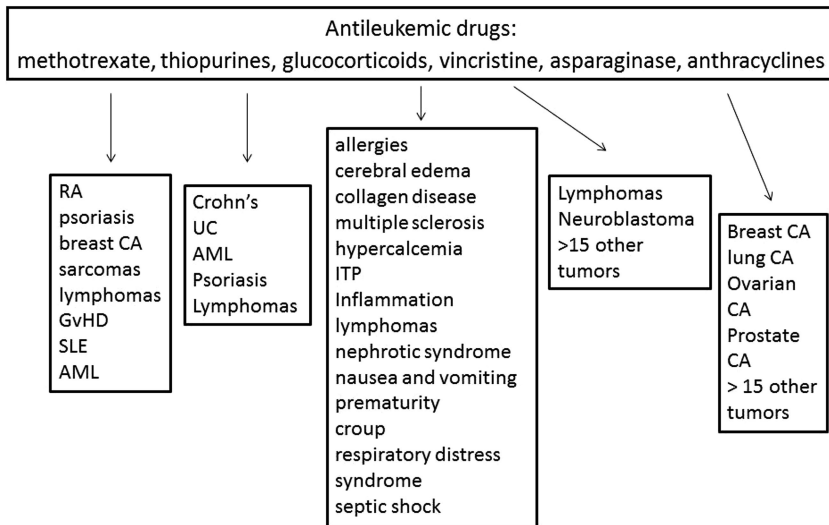 Antileukemic drugs:
methotrexate, thiopurines, glucocorticoids, vincristine, asparaginase, anthracyclines
RA
psoriasis
breast CA
sarcomas
lymphomas
GvHD
SLE
AML
Crohn's
UC
AML
Psoriasis
Lymphomas
allergies
cerebral edema
collagen disease
multiple sclerosis
hypercalcemia
ITP
Inflammation
lymphomas
nephrotic syndrome
nausea and vomiting
prematurity
croup
respiratory distress
syndrome
septic shock
Lymphomas
Neuroblastoma
>15 other
tumors
Breast CA
lung CA
Ovarian
CA
Prostate
CA
> 15 other
tumors